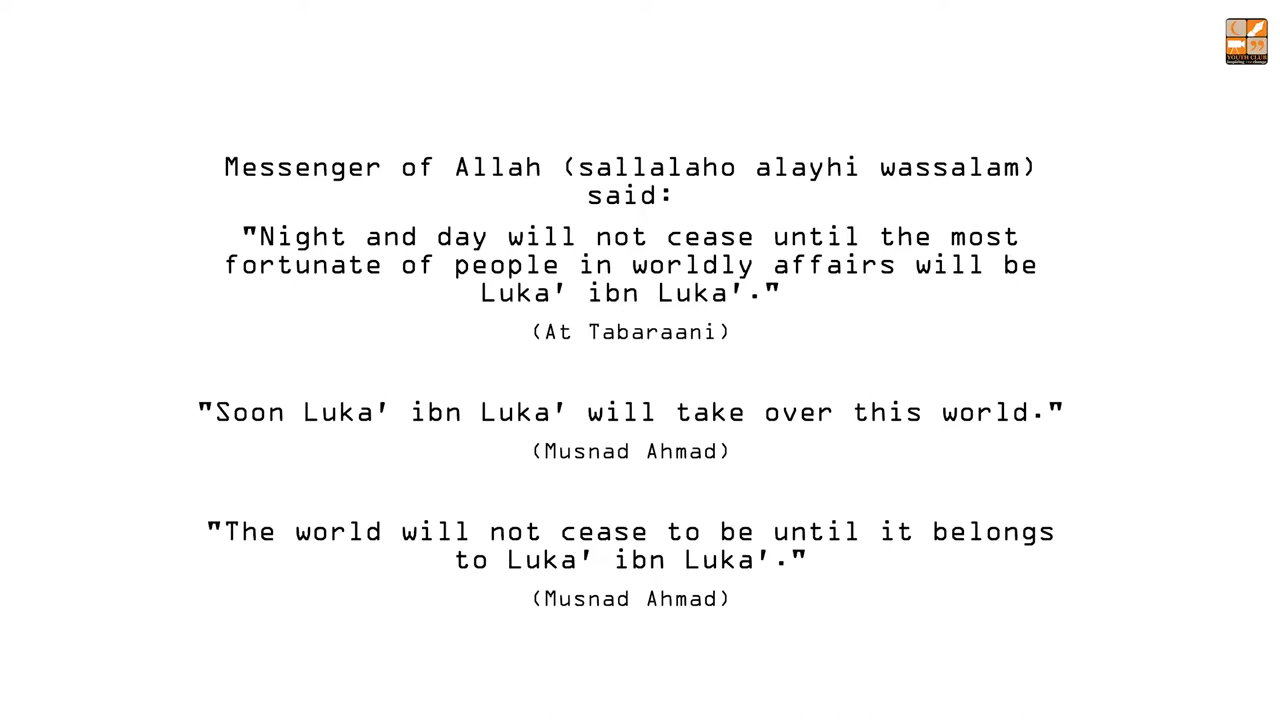 YOUTH CLUB
Messenger of Allah (sallalaho alayhi wassalam)
said:
"Night and day will not cease until the most
fortunate of people in worldly affairs will be
Luka' ibn Luka'."
(At Tabaraani)
"Soon Luka' ibn Luka' will take over this world."
(Musnad Ahmad)
"The world will not cease to be until it belongs
to Luka' ibn Luka'."
(Musnad Ahmad)